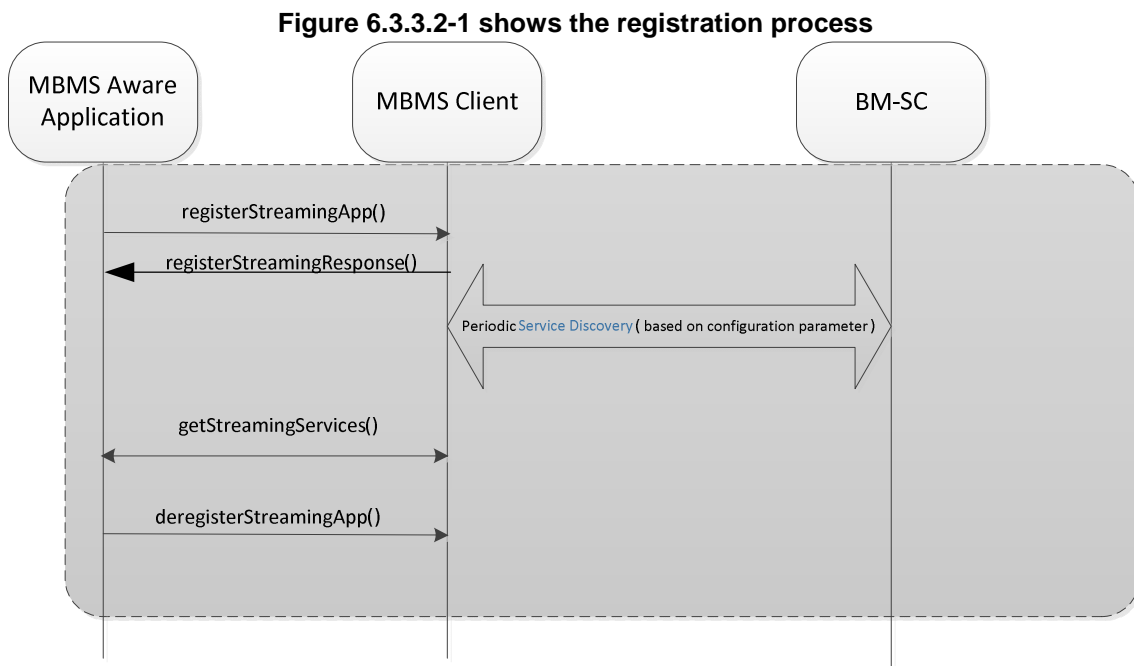 Figure 6.3.3.2-1 shows the registration process
MBMS Aware
Application
MBMS Client
BM-SC
registerStreamingApp()
registerStreamingResponse()
Periodic Service Discovery ( based on configuration parameter )
getStreamingServices()
deregisterStreamingApp()